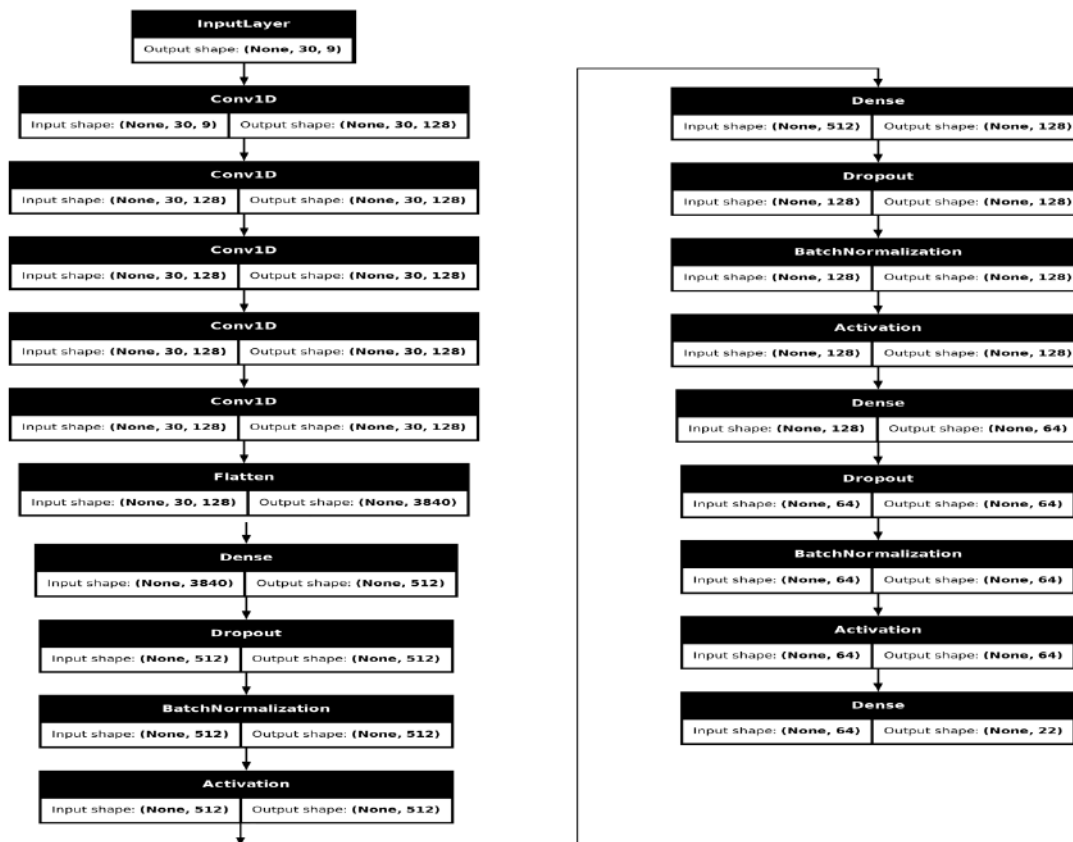 InputLayer
Output shape: (None, 30, 9)
Conv1D
Input shape: (None, 30, 9) Output shape: (None, 30, 128)
Conv1D
Input shape: (None, 30, 128) Output shape: (None, 30, 128)
Conv1D
Input shape: (None, 30, 128) Output shape: (None, 30, 128)
Conv1D
Input shape: (None, 30, 128) Output shape: (None, 30, 128)
Conv1D
Input shape: (None, 30, 128) Output shape: (None, 30, 128)
Flatten
Input shape: (None, 30, 128) Output shape: (None, 3840)
Dense
Input shape: (None, 3840) Output shape: (None, 512)
Dropout
Input shape: (None, 512) Output shape: (None, 512)
BatchNormalization
Input shape: (None, 512) Output shape: (None, 512)
Activation
Input shape: (None, 512) Output shape: (None, 512)
Dense
Input shape: (None, 512) Output shape: (None, 128)
Dropout
Input shape: (None, 128) Output shape: (None, 128)
BatchNormalization
Input shape: (None, 128) Output shape: (None, 128)
Activation
Input shape: (None, 128) Output shape: (None, 128)
Dense
Input shape: (None, 128) Output shape: (None, 64)
Dropout
Input shape: (None, 64) Output shape: (None, 64)
BatchNormalization
Input shape: (None, 64) Output shape: (None, 64)
Activation
Input shape: (None, 64) Output shape: (None, 64)
Dense
Input shape: (None, 64) Output shape: (None, 22)